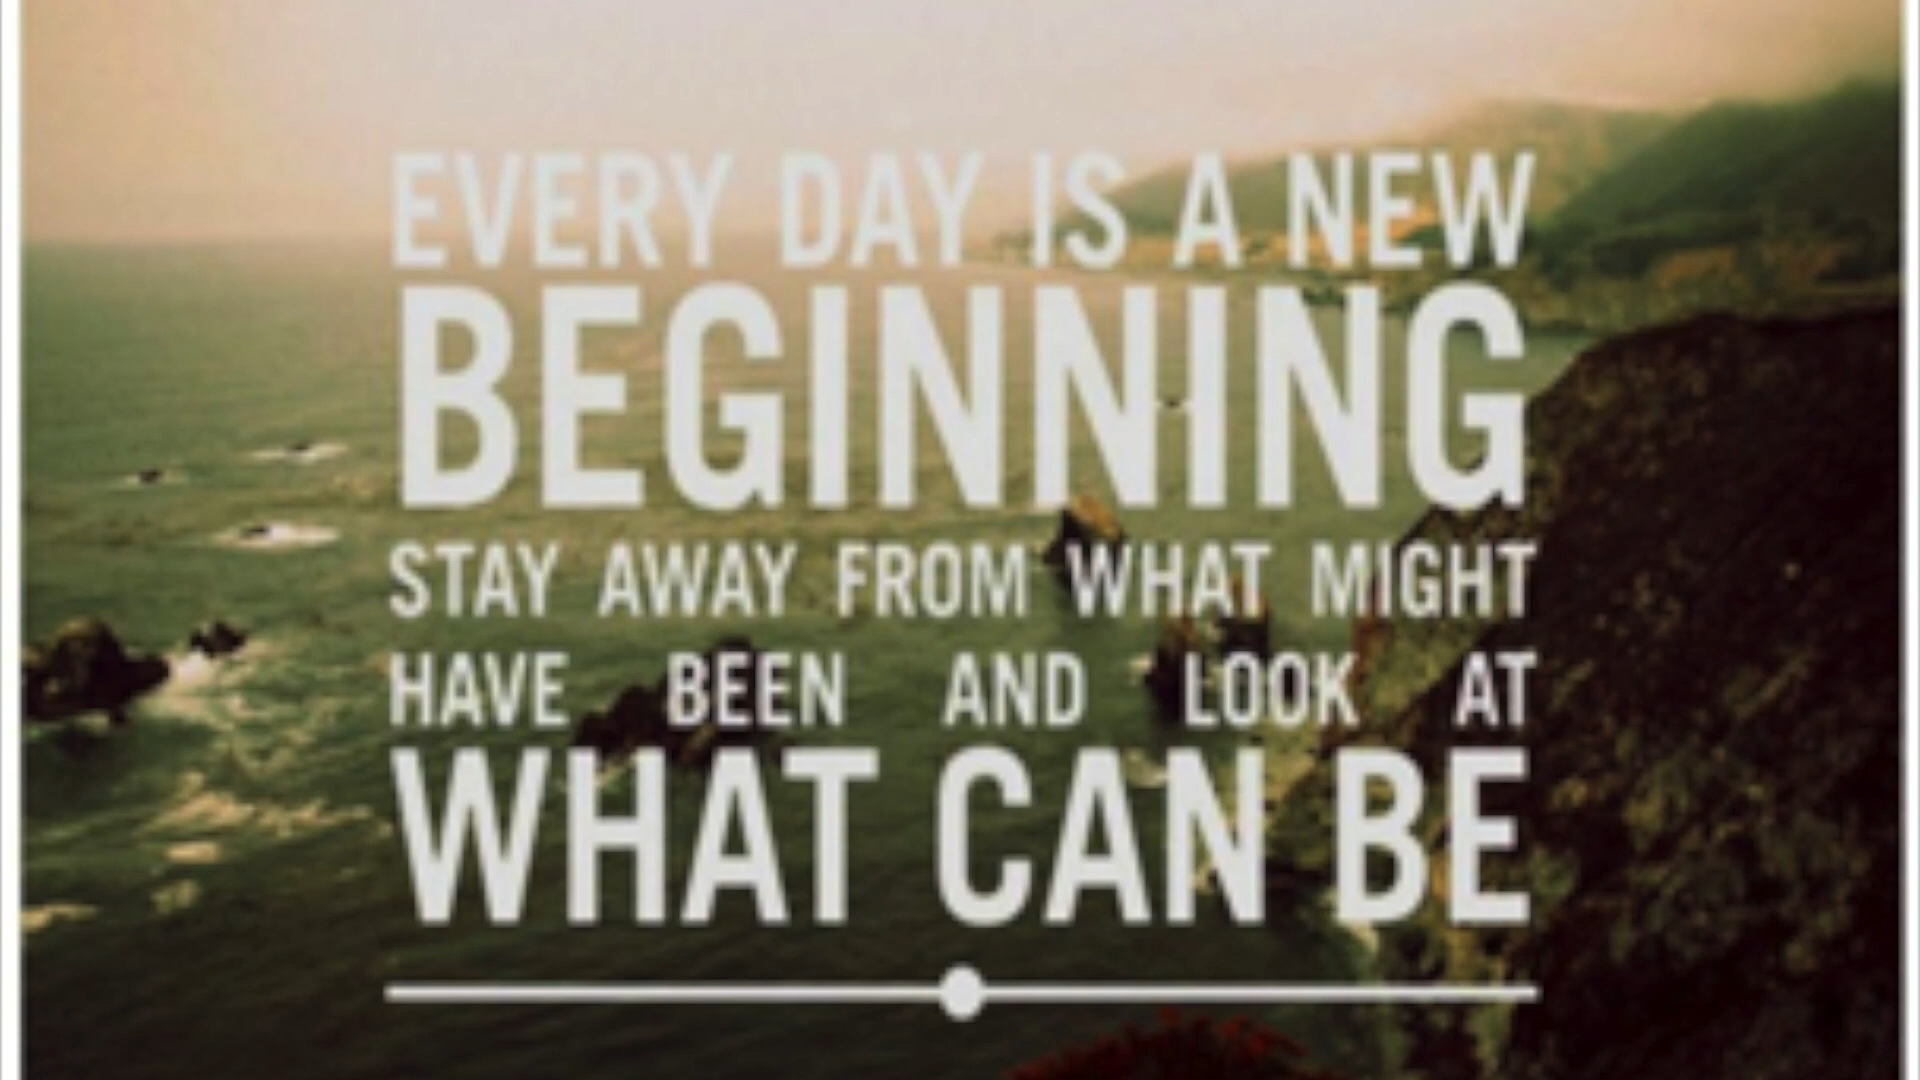 EVERY DAY IS A NEW
BEGINNING
STAY AWAY FROM WHAT MIGHT
HAVE BEEN AND LOOK AT
WHAT CAN BE